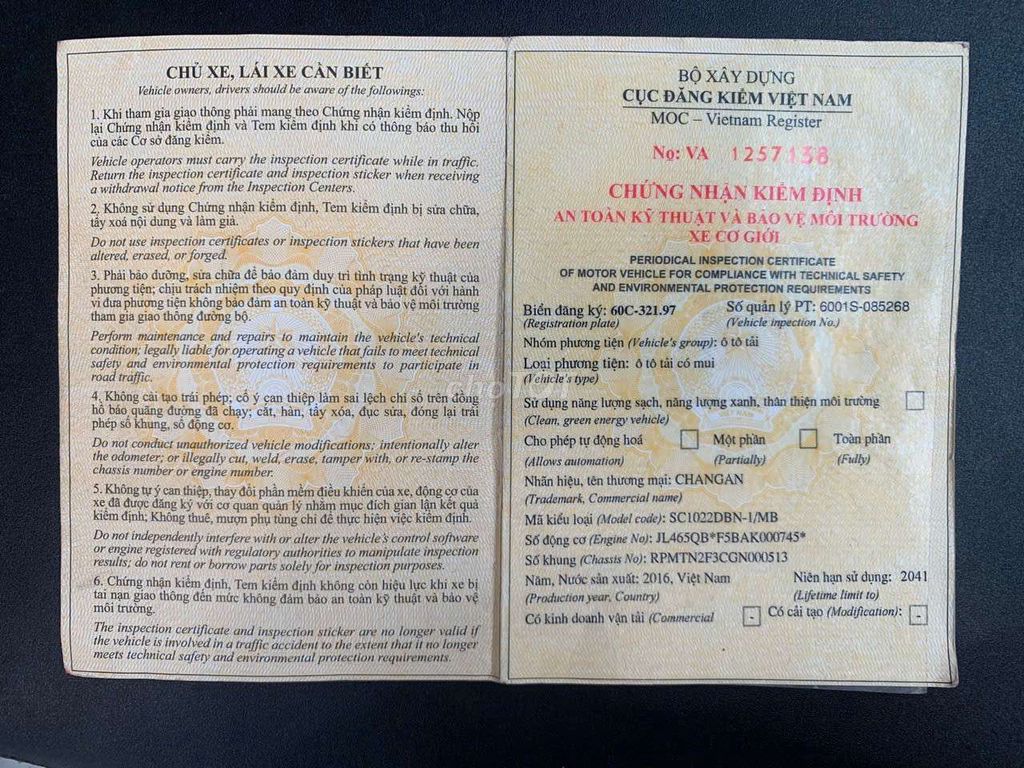 CHỦ XE, LÁI XE CẦN BIẾT
Vehicle owners, drivers should be aware of the followings:
1. Khi tham gia giao thông phải mang theo Chứng nhận kiểm định. Nộp
lại Chứng nhận kiểm định và Tem kiểm định khi có thông báo thu hồi
của các Cơ sở đăng kiểm.
Vehicle operators must carry the inspection certificate while in traffic.
Return the inspection certificate and inspection sticker when receiving
a withdrawal notice from the Inspection Centers.
2. Không sử dụng Chứng nhận kiểm định, Tem kiểm định bị sửa chữa,
tẩy xoá nội dung và làm giả.
Do not use inspection certificates or inspection stickers that have been
altered, erased, or forged.
3. Phải bảo dưỡng, sửa chữa để bảo đảm duy trì tình trạng kỹ thuật của
phương tiện; chịu trách nhiệm theo quy định của pháp luật đối với hành
vi đưa phương tiện không bảo đảm an toàn kỹ thuật và bảo vệ môi trường
tham gia giao thông đường bộ.
Perform maintenance and repairs to maintain the vehicle's technical
condition; legally liable for operating a vehicle that fails to meet technical
safety and environmental protection requirements to participate in
road traffic.
4. Không cải tạo trái phép; cố ý can thiệp làm sai lệch chỉ số trên đồng
hồ báo quãng đường đã chạy; cắt, hàn, tẩy xóa, đục sửa, đóng lại trái
phép số khung, số động cơ.
Do not conduct unauthorized vehicle modifications; intentionally alter
the odometer; or illegally cut, weld, erase, tamper with, or re-stamp the
chassis number or engine number.
5. Không tự ý can thiệp, thay đổi phần mềm điều khiển của xe, động cơ của
xe đã được đăng ký với cơ quan quản lý nhằm mục đích gian lận kết quả
kiểm định; Không thuê, mượn phụ tùng chỉ để thực hiện việc kiểm định.
Do not independently interfere with or alter the vehicle's control software
or engine registered with regulatory authorities to manipulate inspection
results; do not rent or borrow parts solely for inspection purposes.
6. Chứng nhận kiểm định, Tem kiểm định không còn hiệu lực khi xe bị
tai nạn giao thông đến mức không đảm bảo an toàn kỹ thuật và bảo vệ
môi trường.
The inspection certificate and inspection sticker are no longer valid if
the vehicle is involved in a traffic accident to the extent that it no longer
meets technical safety and environmental protection requirements.
BỘ XÂY DỰNG
CỤC ĐĂNG KIỂM VIỆT NAM
MOC – Vietnam Register
No: VA 1257138
CHỨNG NHẬN KIỂM ĐỊNH
AN TOÀN KỸ THUẬT VÀ BẢO VỆ MÔI TRƯỜNG
XE CƠ GIỚI
PERIODICAL INSPECTION CERTIFICATE
OF MOTOR VEHICLE FOR COMPLIANCE WITH TECHNICAL SAFETY
AND ENVIRONMENTAL PROTECTION REQUIREMENTS
Biển đăng ký: 60C-321.97 Số quản lý PT: 6001S-085268
(Registration plate) (Vehicle inpection No.)
Nhóm phương tiện (Vehicle's group): ô tô tải
Loại phương tiện: ô tô tải có mui
(Vehicle's type)
Sử dụng năng lượng sạch, năng lượng xanh, thân thiện môi trường
(Clean, green energy vehicle)
Cho phép tự động hoá Một phần Toàn phần
(Allows automation) (Partially) (Fully)
Nhãn hiệu, tên thương mại: CHANGAN
(Trademark, Commercial name)
Mã kiểu loại (Model code): SC1022DBN-1/MB
Số động cơ (Engine No): JL465QB*F5BAK000745*
Số khung (Chassis No): RPMTN2F3CGN000513
Năm, Nước sản xuất: 2016, Việt Nam Niên hạn sử dụng: 2041
(Production year, Country) (Lifetime limit to)
Có kinh doanh vận tải (Commercial - Có cải tạo (Modification): -